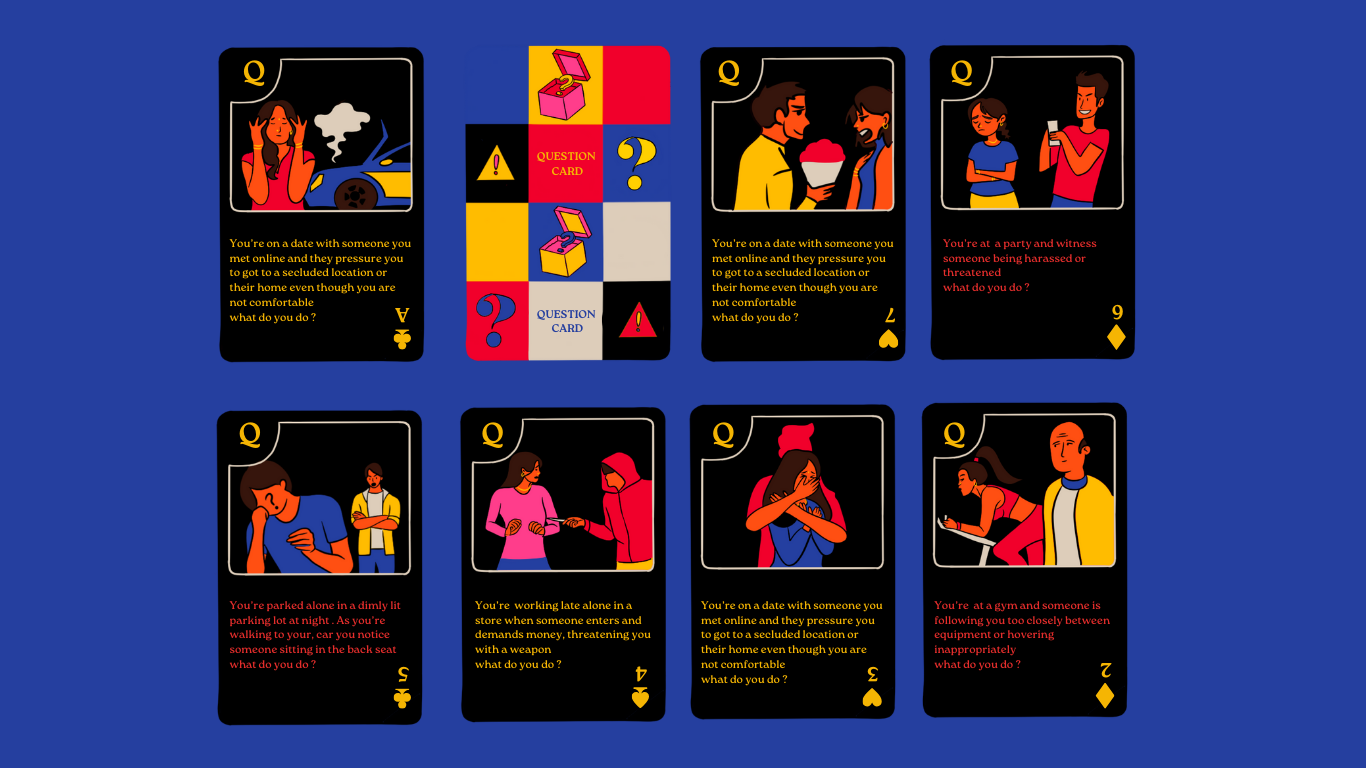 Q
You're on a date with someone you
met online and they pressure you
to got to a secluded location or
their home even though you are
not comfortable
what do you do ?
A
?
QUESTION
CARD
?
?
?
QUESTION
CARD
Q
You're on a date with someone you
met online and they pressure you
to got to a secluded location or
their home even though you are
not comfortable
what do you do ?
7
Q
You're at a party and witness
someone being harassed or
threatened
what do you do ?
6
Q
?
You're parked alone in a dimly lit
parking lot at night . As you're
walking to your, car you notice
someone sitting in the back seat
what do you do ?
5
Q
You're working late alone in a
store when someone enters and
demands money, threatening you
with a weapon
what do you do ?
4
Q
You're on a date with someone you
met online and they pressure you
to got to a secluded location or
their home even though you are
not comfortable
what do you do ?
3
Q
You're at a gym and someone is
following you too closely between
equipment or hovering
inappropriately
what do you do ?
2